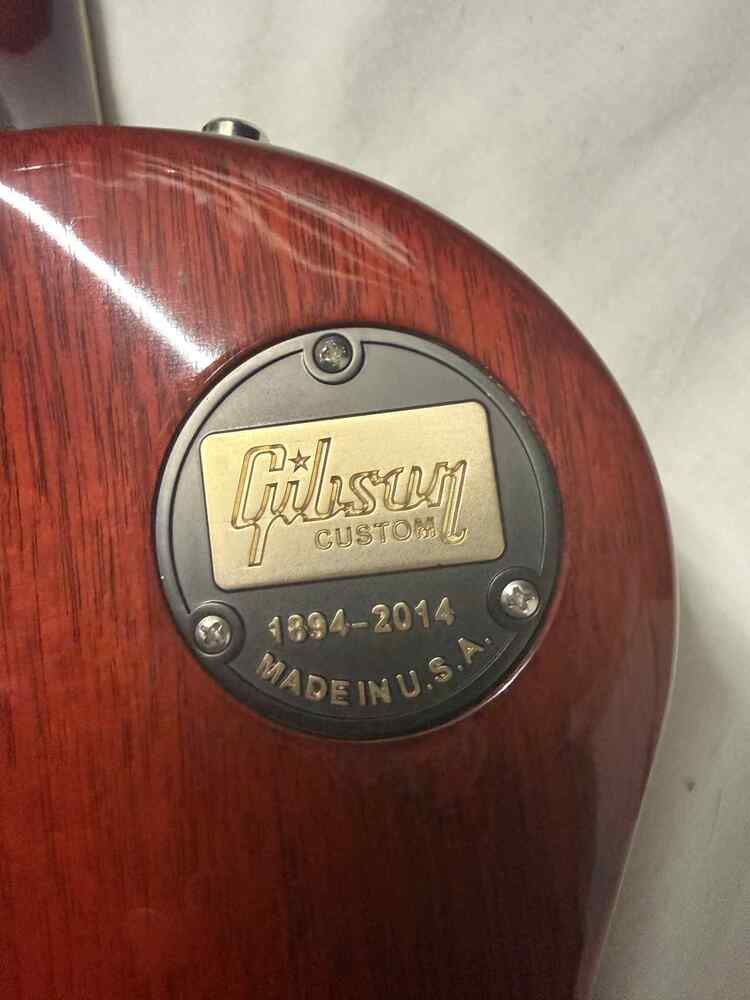 Gibson
CUSTOM
1894-2014
MADE IN U.S.A.